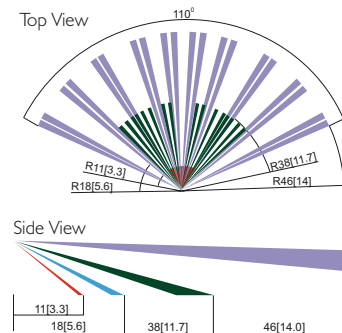 Top View
110⁰
R11[3.3]
R18[5.6]
R38[11.7]
R46[14]
Side View
11[3.3]
18[5.6]
38[11.7]
46[14.0]